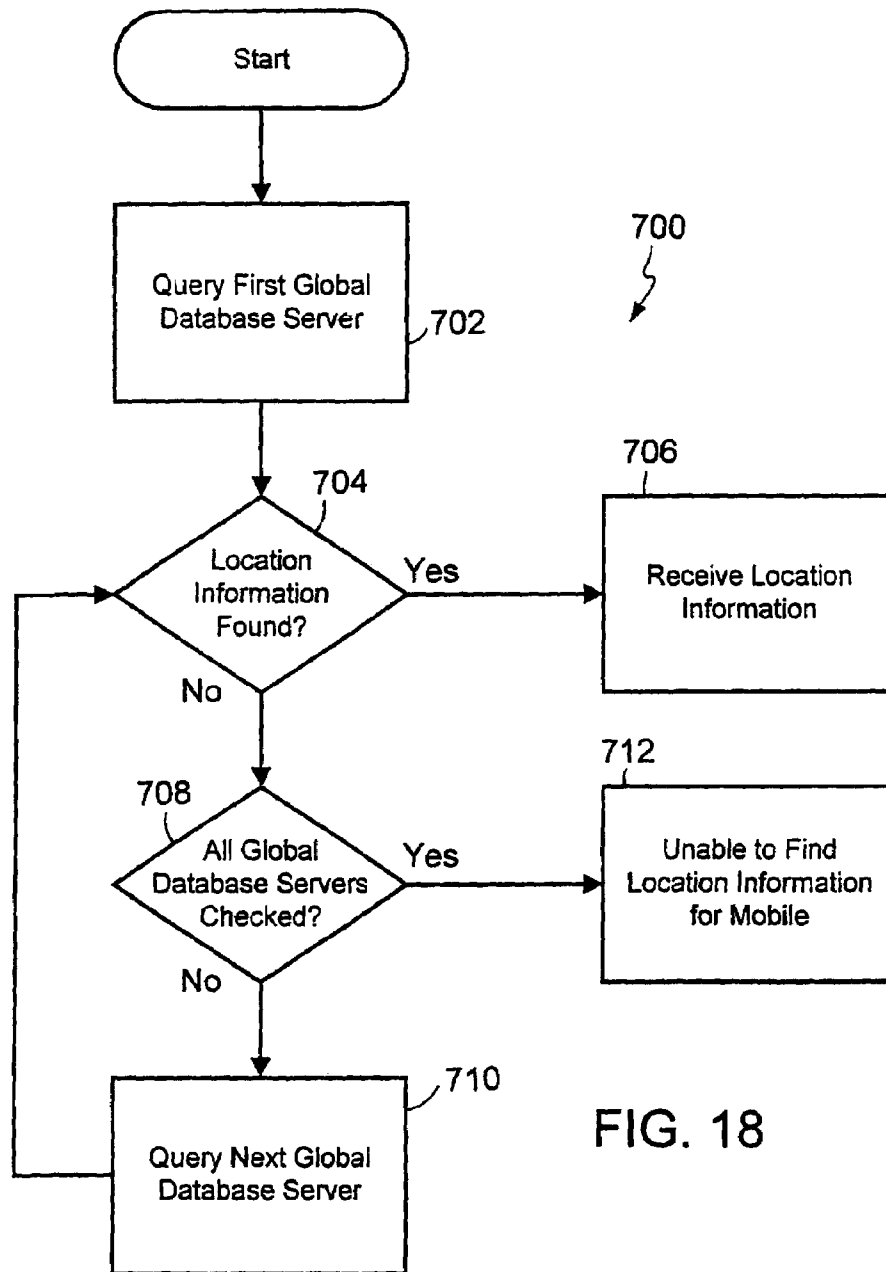 Start
Query First Global
Database Server
702
700
704
Location
Information
Found?
Yes
No
706
Receive Location
Information
708
All Global
Database Servers
Checked?
Yes
No
712
Unable to Find
Location Information
for Mobile
710
Query Next Global
Database Server
FIG. 18